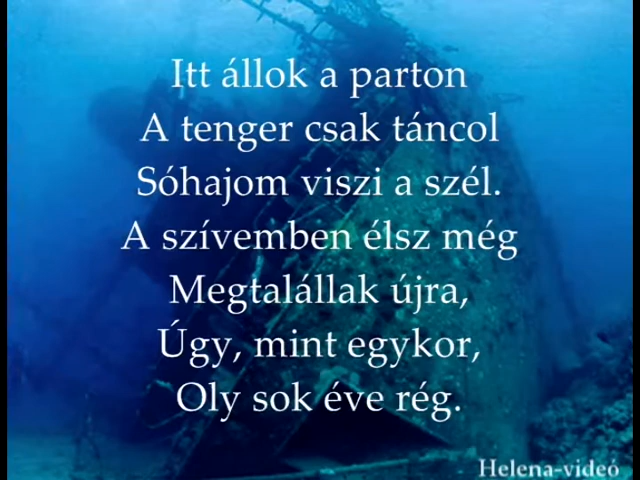 Itt állok a parton
A tenger csak táncol
Sóhajom viszi a szél.
A szívemben élsz még
Megtalállak újra,
Úgy, mint egykor,
Oly sok éve rég.
Helena-videó